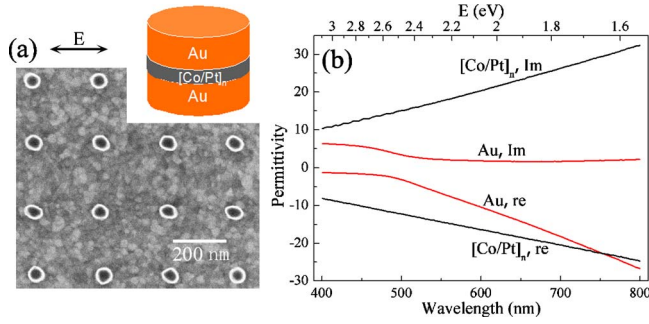 (a)
E
Au
[Co/Pt]n
Au
200 nm
E (eV)
3 2.8 2.6 2.4 2.2 2 1.8 1.6
(b)
Permittivity
35
30
20
10
0
-10
-20
-30
[Co/Pt]n, Im
Au, Im
Au, re
[Co/Pt]n, re
400 500 600 700 800
Wavelength (nm)